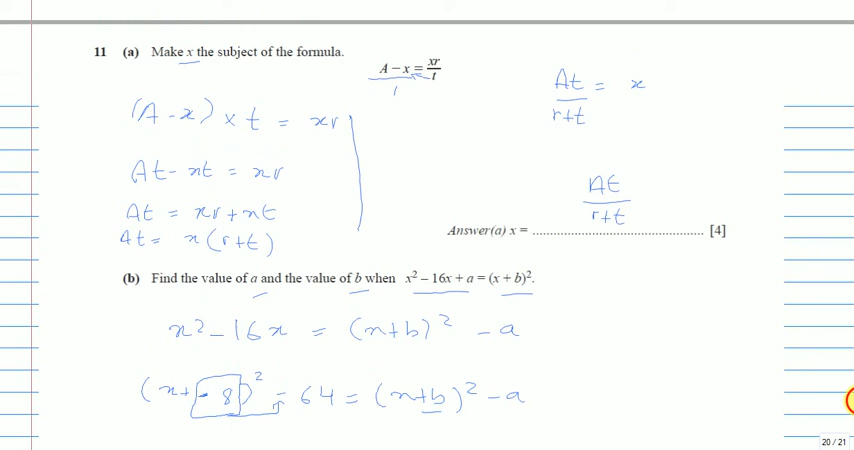 11 (a) Make x the subject of the formula.
A − x = xr/t
1
(A - x) × t = xr
At - xt = xr
At = xr + xt
At = x(r+t)
At/r+t = x
At/r+t
Answer(a) x = ........................................ [4]
(b) Find the value of a and the value of b when x² − 16x + a = (x + b)².
x² - 16x = (x+b)² - a
(x + - 8)² - 64 = (x+b)² - a
20 / 21